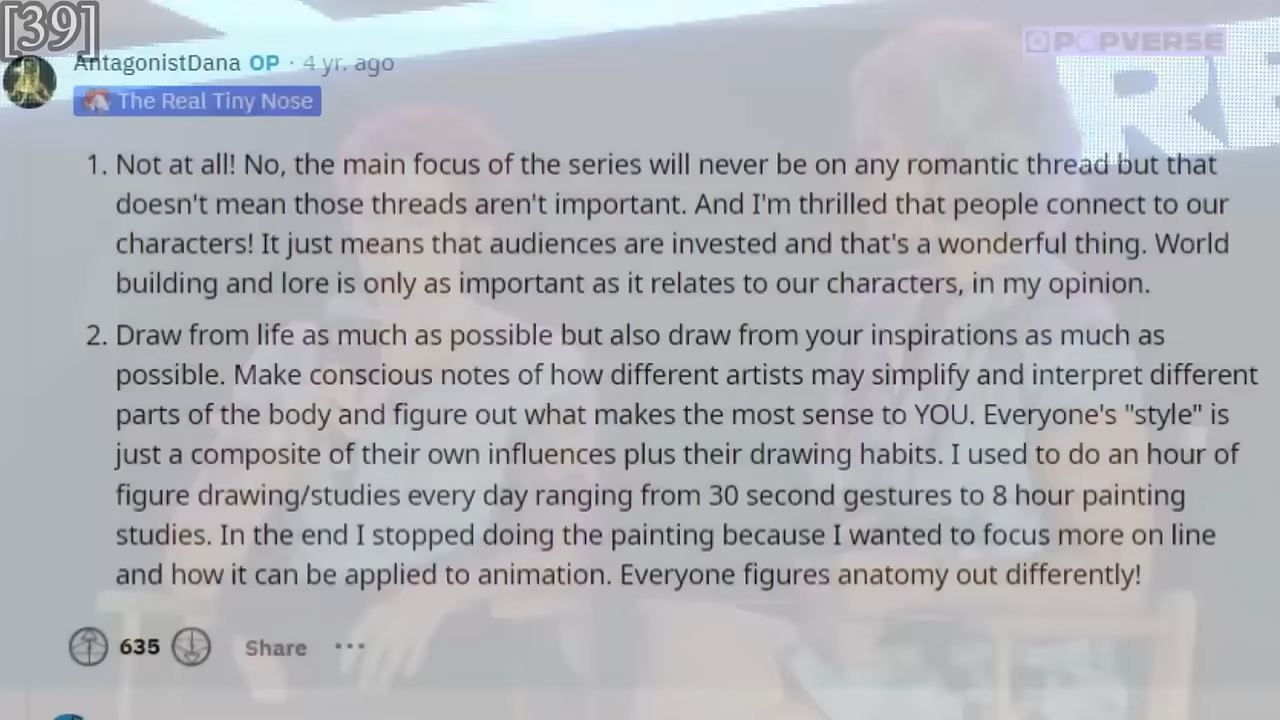 [39]
POPVERSE
AntagonistDana OP · 4 yr. ago
The Real Tiny Nose
1. Not at all! No, the main focus of the series will never be on any romantic thread but that
doesn't mean those threads aren't important. And I'm thrilled that people connect to our
characters! It just means that audiences are invested and that's a wonderful thing. World
building and lore is only as important as it relates to our characters, in my opinion.
2. Draw from life as much as possible but also draw from your inspirations as much as
possible. Make conscious notes of how different artists may simplify and interpret different
parts of the body and figure out what makes the most sense to YOU. Everyone's "style" is
just a composite of their own influences plus their drawing habits. I used to do an hour of
figure drawing/studies every day ranging from 30 second gestures to 8 hour painting
studies. In the end I stopped doing the painting because I wanted to focus more on line
and how it can be applied to animation. Everyone figures anatomy out differently!
635 Share ···